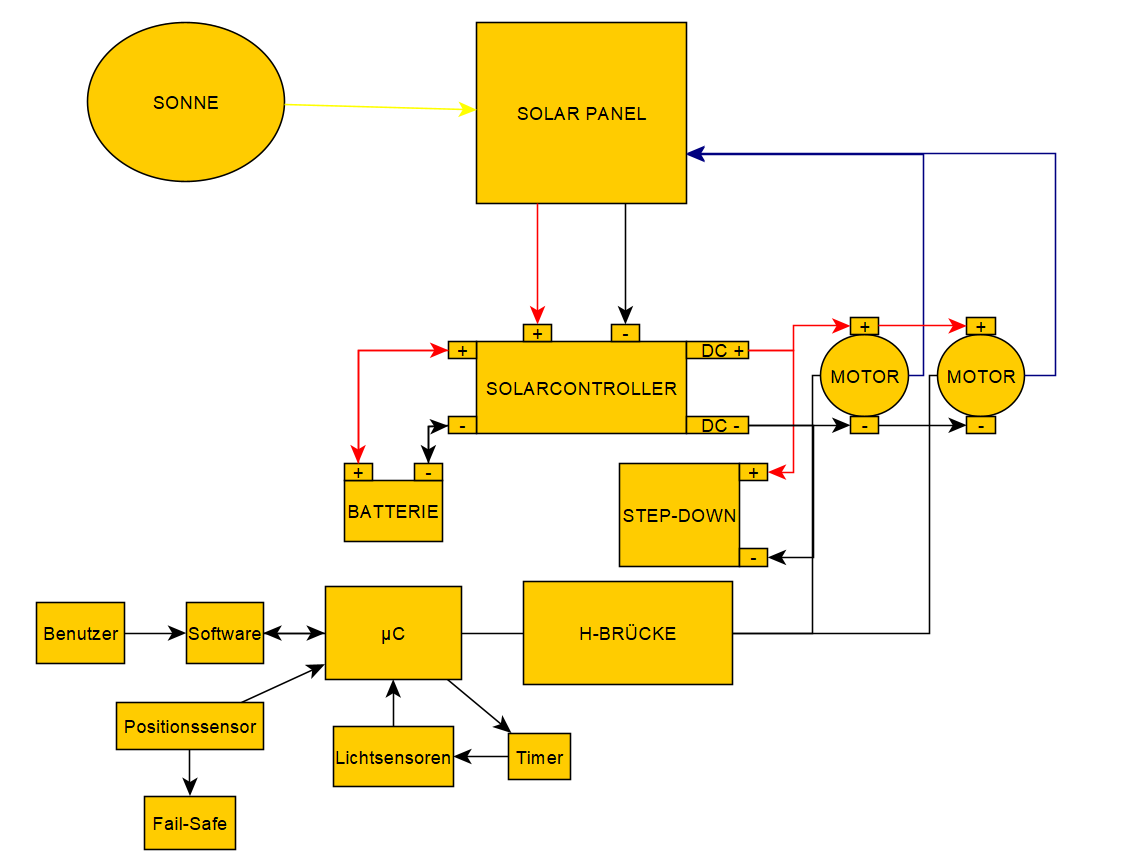 SONNE
SOLAR PANEL
+
-
+
DC +
SOLARCONTROLLER
-
DC -
+
+
MOTOR
MOTOR
-
-
+
-
BATTERIE
+
STEP-DOWN
-
Benutzer
Software
µC
H-BRÜCKE
Positionssensor
Lichtsensoren
Timer
Fail-Safe